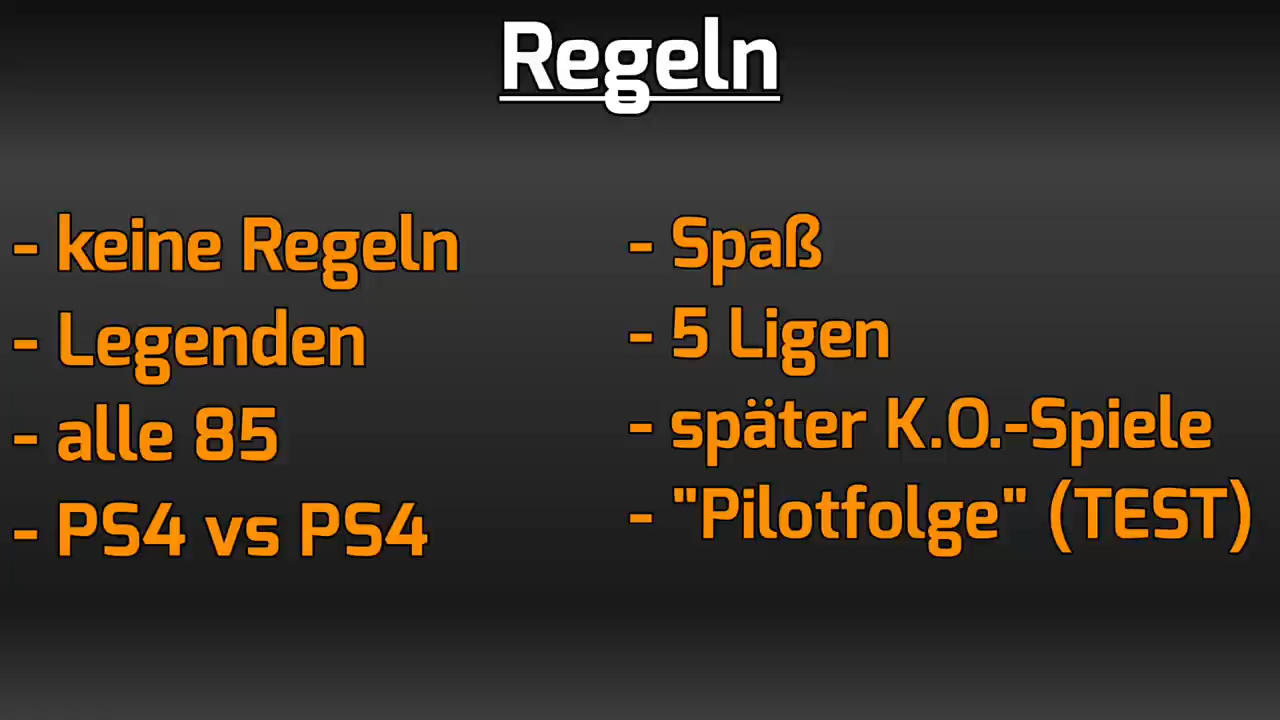 Regeln
- keine Regeln
- Legenden
- alle 85
- PS4 vs PS4
- Spaß
- 5 Ligen
- später K.O.-Spiele
- "Pilotfolge" (TEST)